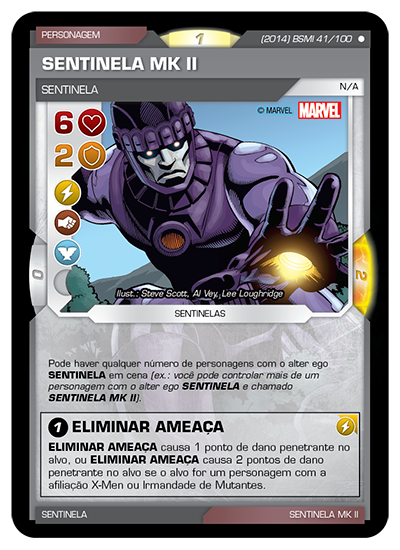 PERSONAGEM
1
(2014) BSMI 41/100
SENTINELA MK II
SENTINELA
N/A
6
© MARVEL MARVEL
2
0
2
Ilust.: Steve Scott, Al Vey, Lee Loughridge
SENTINELAS
Pode haver qualquer número de personagens com o alter ego
SENTINELA em cena (ex.: você pode controlar mais de um
personagem com o alter ego SENTINELA e chamado
SENTINELA MK II).
1 ELIMINAR AMEAÇA
ELIMINAR AMEAÇA causa 1 ponto de dano penetrante no
alvo, ou ELIMINAR AMEAÇA causa 2 pontos de dano
penetrante no alvo se o alvo for um personagem com a
afiliação X-Men ou Irmandade de Mutantes.
SENTINELA
SENTINELA MK II